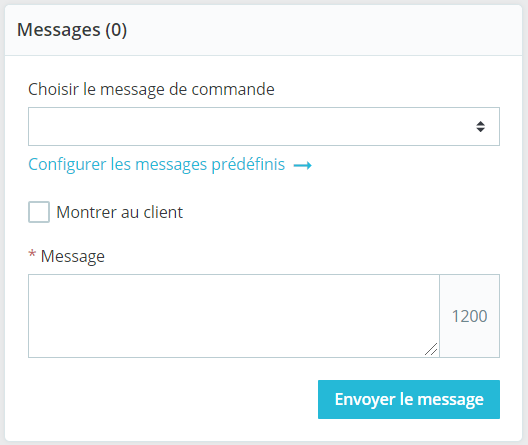 Messages (0)
Choisir le message de commande
Configurer les messages prédéfinis →
Montrer au client
* Message
1200
Envoyer le message